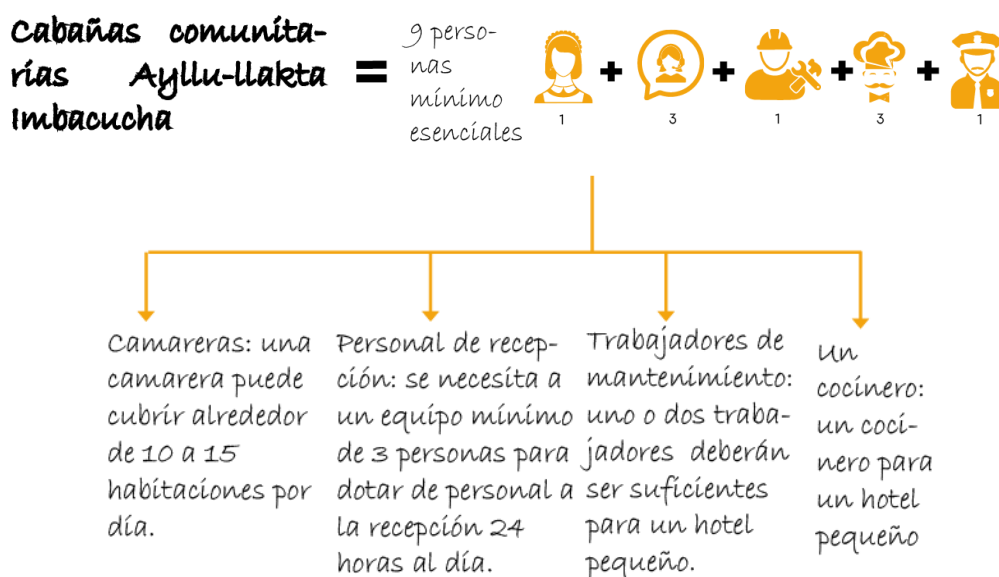 Cabañas comunita-
rías Ayllu-llakta
Imbacucha
=
9 perso-
nas
mínimo
esenciales
+ + + +
1 3 1 3 1
Camareras: una
camarera puede
cubrir alrededor
de 10 a 15
habitaciones por
día.
Personal de recep-
ción: se necesita a
un equipo mínimo
de 3 personas para
dotar de personal a
la recepción 24
horas al día.
Trabajadores de
mantenimiento:
uno o dos traba-
jadores deberán
ser suficientes
para un hotel
pequeño.
un
cocinero:
un coci-
nero para
un hotel
pequeño